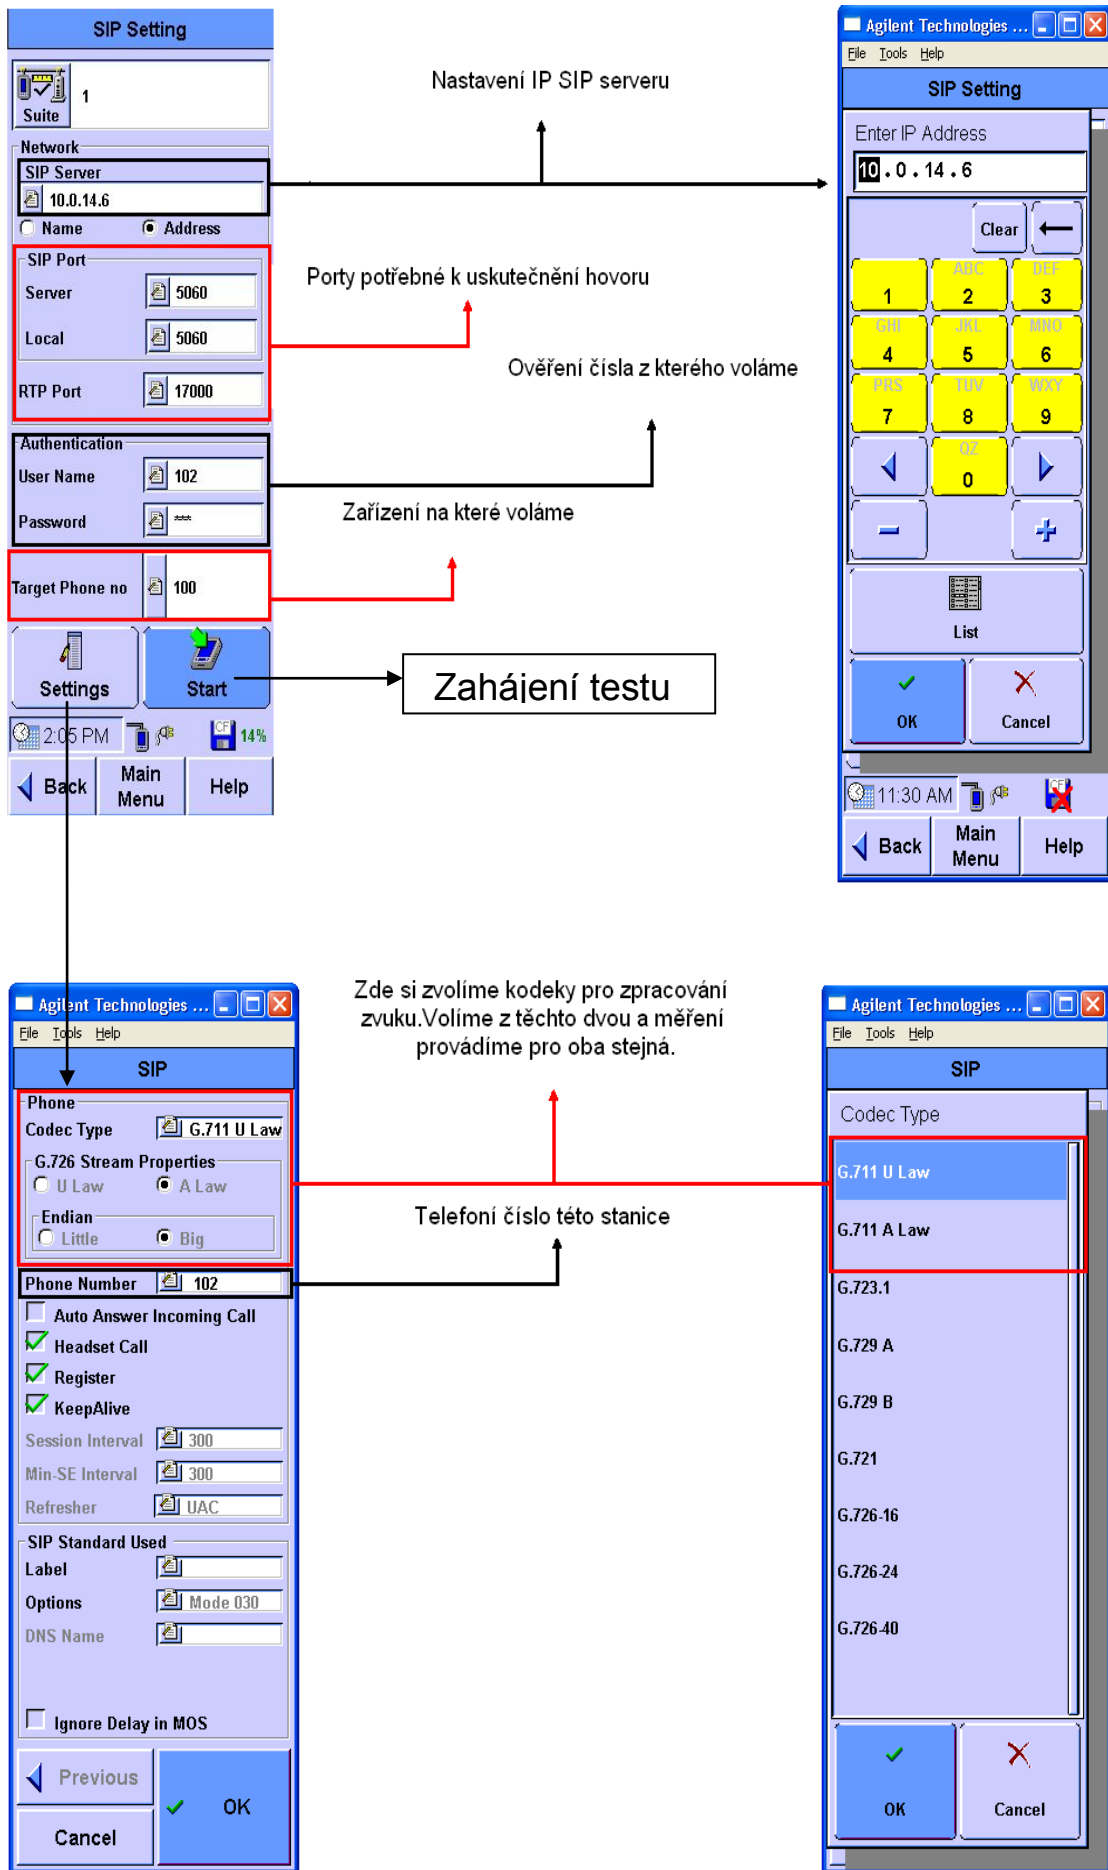 SIP Setting
Suite
1
Network
SIP Server
10.0.14.6
Name
Address
SIP Port
Server
5060
Local
5060
RTP Port
17000
Authentication
User Name
102
Password
***
Target Phone no
100
Settings
Start
2:05 PM
CF
14%
Back
Main
Menu
Help
Nastavení IP SIP serveru
Porty potřebné k uskutečnění hovoru
Ověření čísla z kterého voláme
Zařízení na které voláme
Zahájení testu
Agilent Technologies ...
File Tools Help
SIP Setting
Enter IP Address
10 . 0 . 14 . 6
Clear
1
ABC
2
DEF
3
GHI
4
JKL
5
MNO
6
PRS
7
TUV
8
WXY
9
QZ
0
List
OK
Cancel
11:30 AM
CF
Back
Main
Menu
Help
Agilent Technologies ...
File Tools Help
SIP
Phone
Codec Type
G.711 U Law
G.726 Stream Properties
U Law
A Law
Endian
Little
Big
Phone Number
102
Auto Answer Incoming Call
Headset Call
Register
KeepAlive
Session Interval
300
Min-SE Interval
300
Refresher
UAC
SIP Standard Used
Label
Options
Mode 030
DNS Name
Ignore Delay in MOS
Previous
OK
Cancel
Zde si zvolíme kodeky pro zpracování
zvuku.Volíme z těchto dvou a měření
provádíme pro oba stejná.
Telefoní číslo této stanice
Agilent Technologies ...
File Tools Help
SIP
Codec Type
G.711 U Law
G.711 A Law
G.723.1
G.729 A
G.729 B
G.721
G.726-16
G.726-24
G.726-40
OK
Cancel